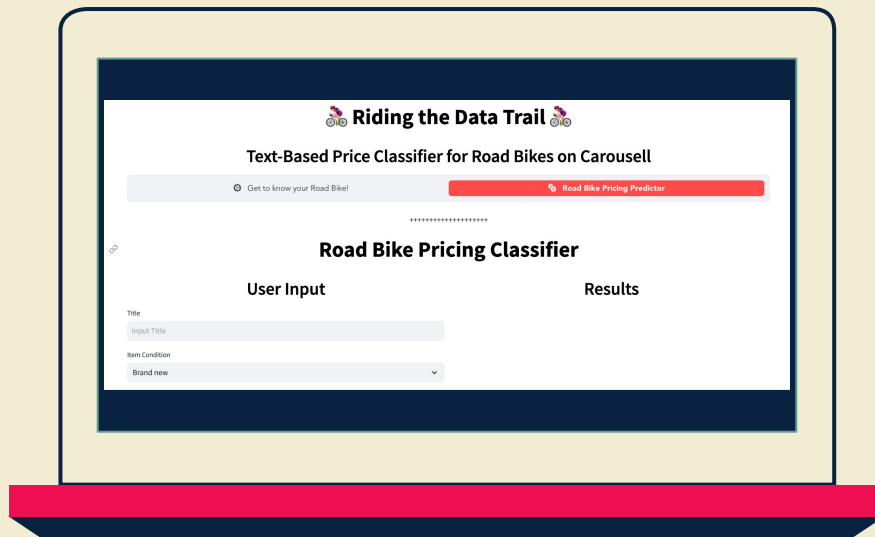 🚴🏻‍♀️ Riding the Data Trail 🚴🏻‍♀️
Text-Based Price Classifier for Road Bikes on Carousell
Get to know your Road Bike!
Road Bike Pricing Predictor
++++++++++++++++++++
Road Bike Pricing Classifier
User Input
Results
Title
Input Title
Item Condition
Brand new